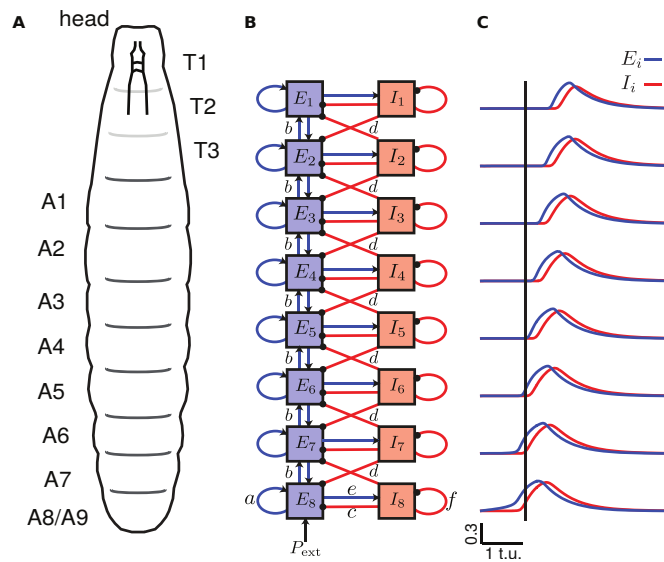 A
head
T1
T2
T3
A1
A2
A3
A4
A5
A6
A7
A8/A9
B
E1 I1
b d
E2 I2
b d
E3 I3
b d
E4 I4
b d
E5 I5
b d
E6 I6
b d
E7 I7
b d
a E8 e c I8 f
Pext
C
Ei
Ii
0.3
1 t.u.